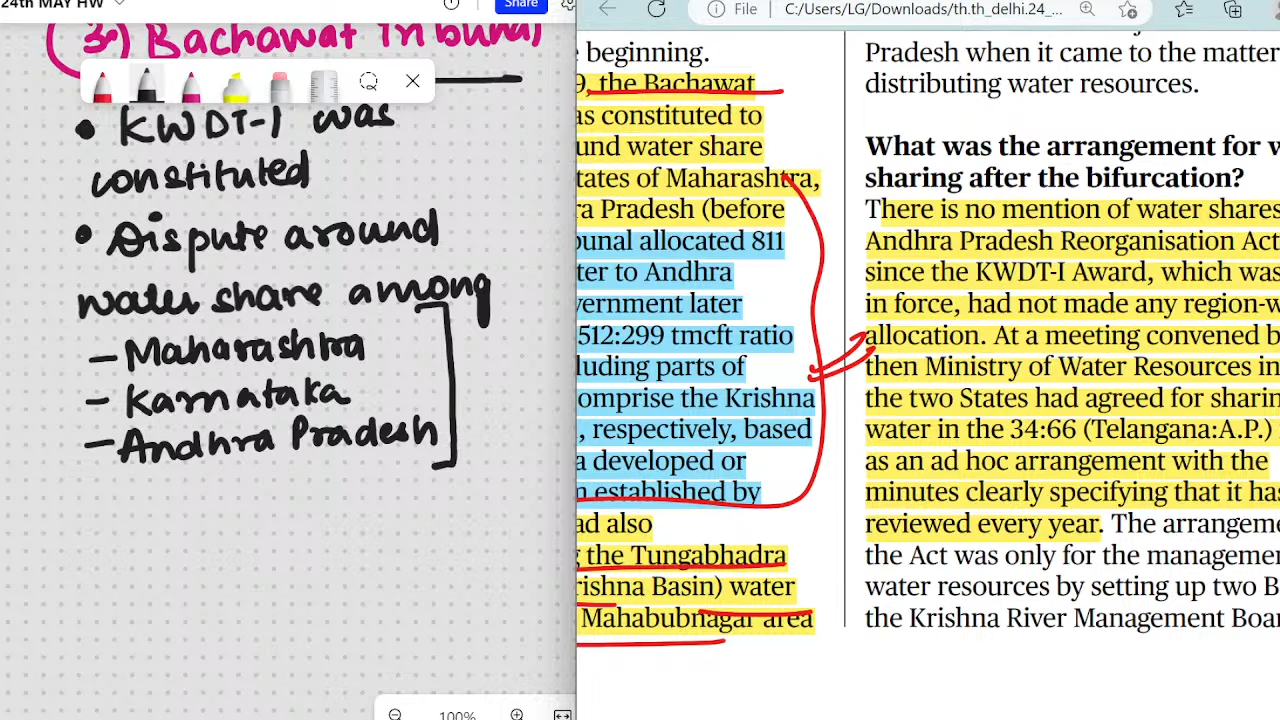 24th MAY HW
Share
3.) Bachawat Tribunal
• KWDT-I was
constituted
• Dispute around
water share among
- Maharashtra
- Karnataka
- Andhra Pradesh
100%
File
C:/Users/LG/Downloads/th.th_delhi.24_...
beginning.
9, the Bachawat
as constituted to
und water share
tates of Maharashtra,
ra Pradesh (before
bunal allocated 811
ter to Andhra
vernment later
512:299 tmcft ratio
luding parts of
omprise the Krishna
, respectively, based
a developed or
n established by
ad also
g the Tungabhadra
rishna Basin) water
Mahabubnagar area
Pradesh when it came to the matter
distributing water resources.
What was the arrangement for w
sharing after the bifurcation?
There is no mention of water shares
Andhra Pradesh Reorganisation Act
since the KWDT-I Award, which was
in force, had not made any region-w
allocation. At a meeting convened b
then Ministry of Water Resources in
the two States had agreed for sharin
water in the 34:66 (Telangana:A.P.)
as an ad hoc arrangement with the
minutes clearly specifying that it has
reviewed every year. The arrangeme
the Act was only for the managemen
water resources by setting up two B
the Krishna River Management Boar